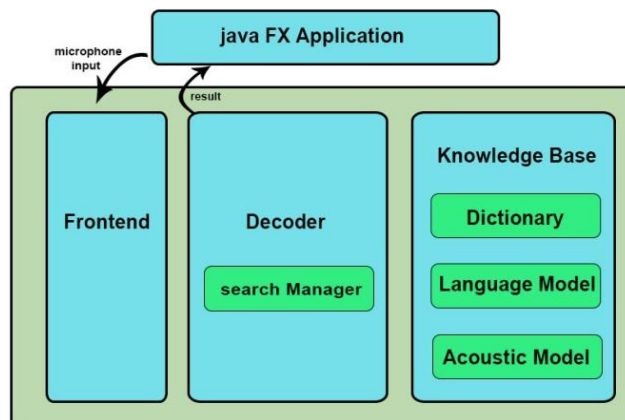 java FX Application
microphone
input
result
Frontend
Decoder
search Manager
Knowledge Base
Dictionary
Language Model
Acoustic Model